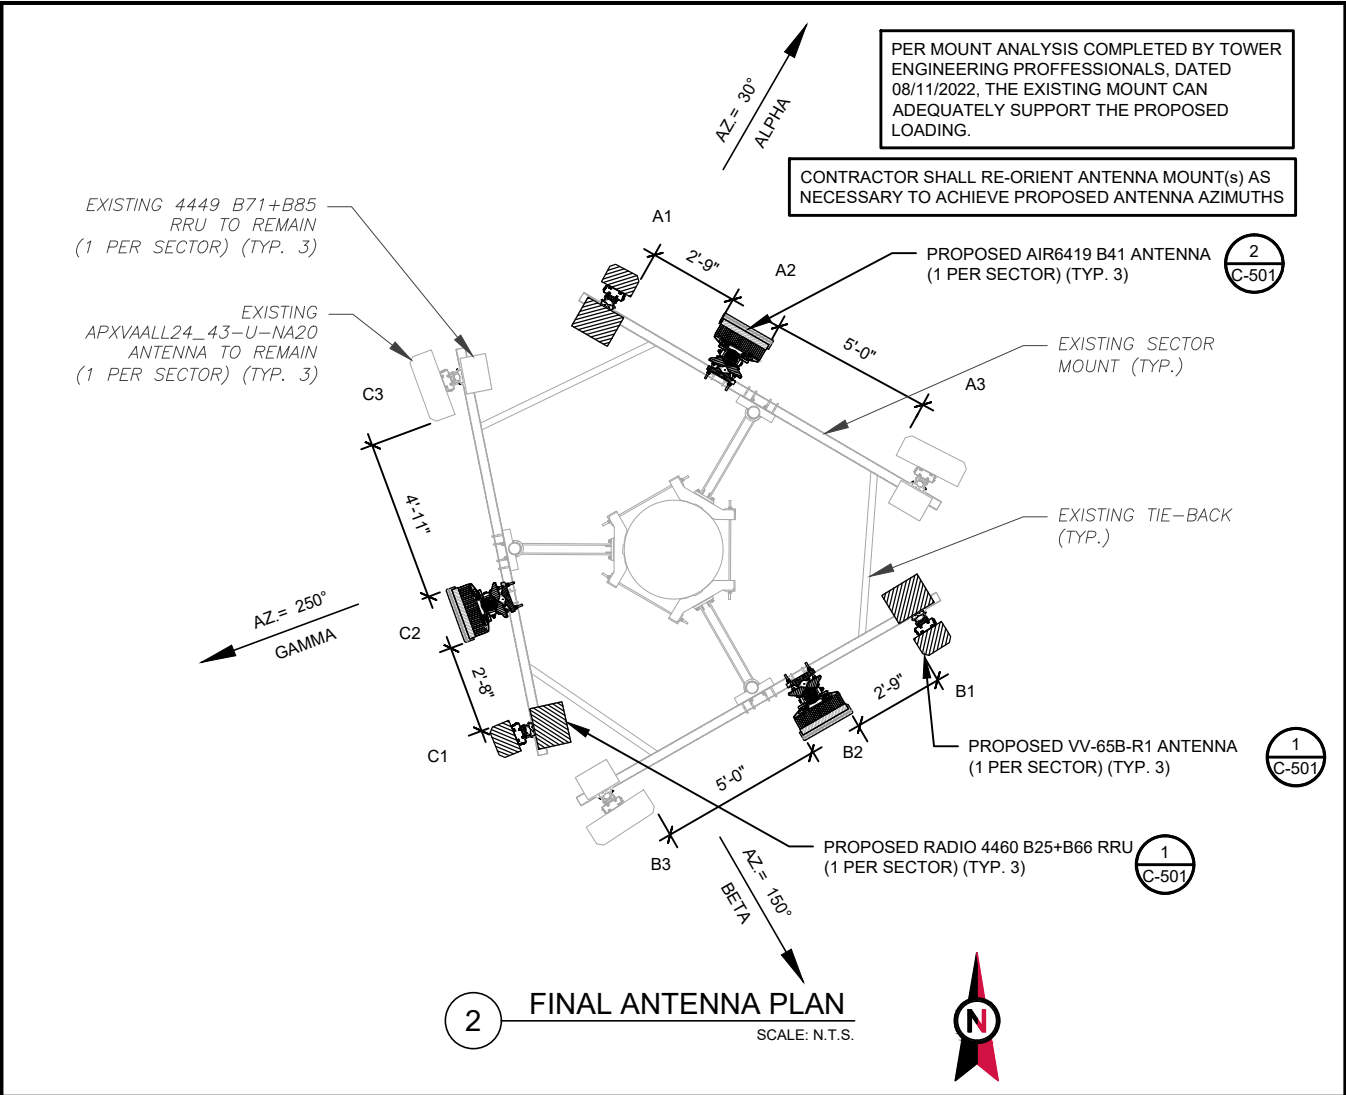 PER MOUNT ANALYSIS COMPLETED BY TOWER
ENGINEERING PROFFESSIONALS, DATED
08/11/2022, THE EXISTING MOUNT CAN
ADEQUATELY SUPPORT THE PROPOSED
LOADING.
CONTRACTOR SHALL RE-ORIENT ANTENNA MOUNT(s) AS
NECESSARY TO ACHIEVE PROPOSED ANTENNA AZIMUTHS
AZ.= 30°
ALPHA
EXISTING 4449 B71+B85
RRU TO REMAIN
(1 PER SECTOR) (TYP. 3)
EXISTING
APXVAALL24_43-U-NA20
ANTENNA TO REMAIN
(1 PER SECTOR) (TYP. 3)
A1
2'-9"
A2
PROPOSED AIR6419 B41 ANTENNA
(1 PER SECTOR) (TYP. 3)
2
C-501
5'-0"
A3
EXISTING SECTOR
MOUNT (TYP.)
C3
4'-11"
EXISTING TIE-BACK
(TYP.)
AZ.= 250°
GAMMA
C2
2'-8"
C1
2'-9"
B1
B2
5'-0"
B3
PROPOSED VV-65B-R1 ANTENNA
(1 PER SECTOR) (TYP. 3)
1
C-501
PROPOSED RADIO 4460 B25+B66 RRU
(1 PER SECTOR) (TYP. 3)
1
C-501
AZ.= 150°
BETA
2
FINAL ANTENNA PLAN
SCALE: N.T.S.
N